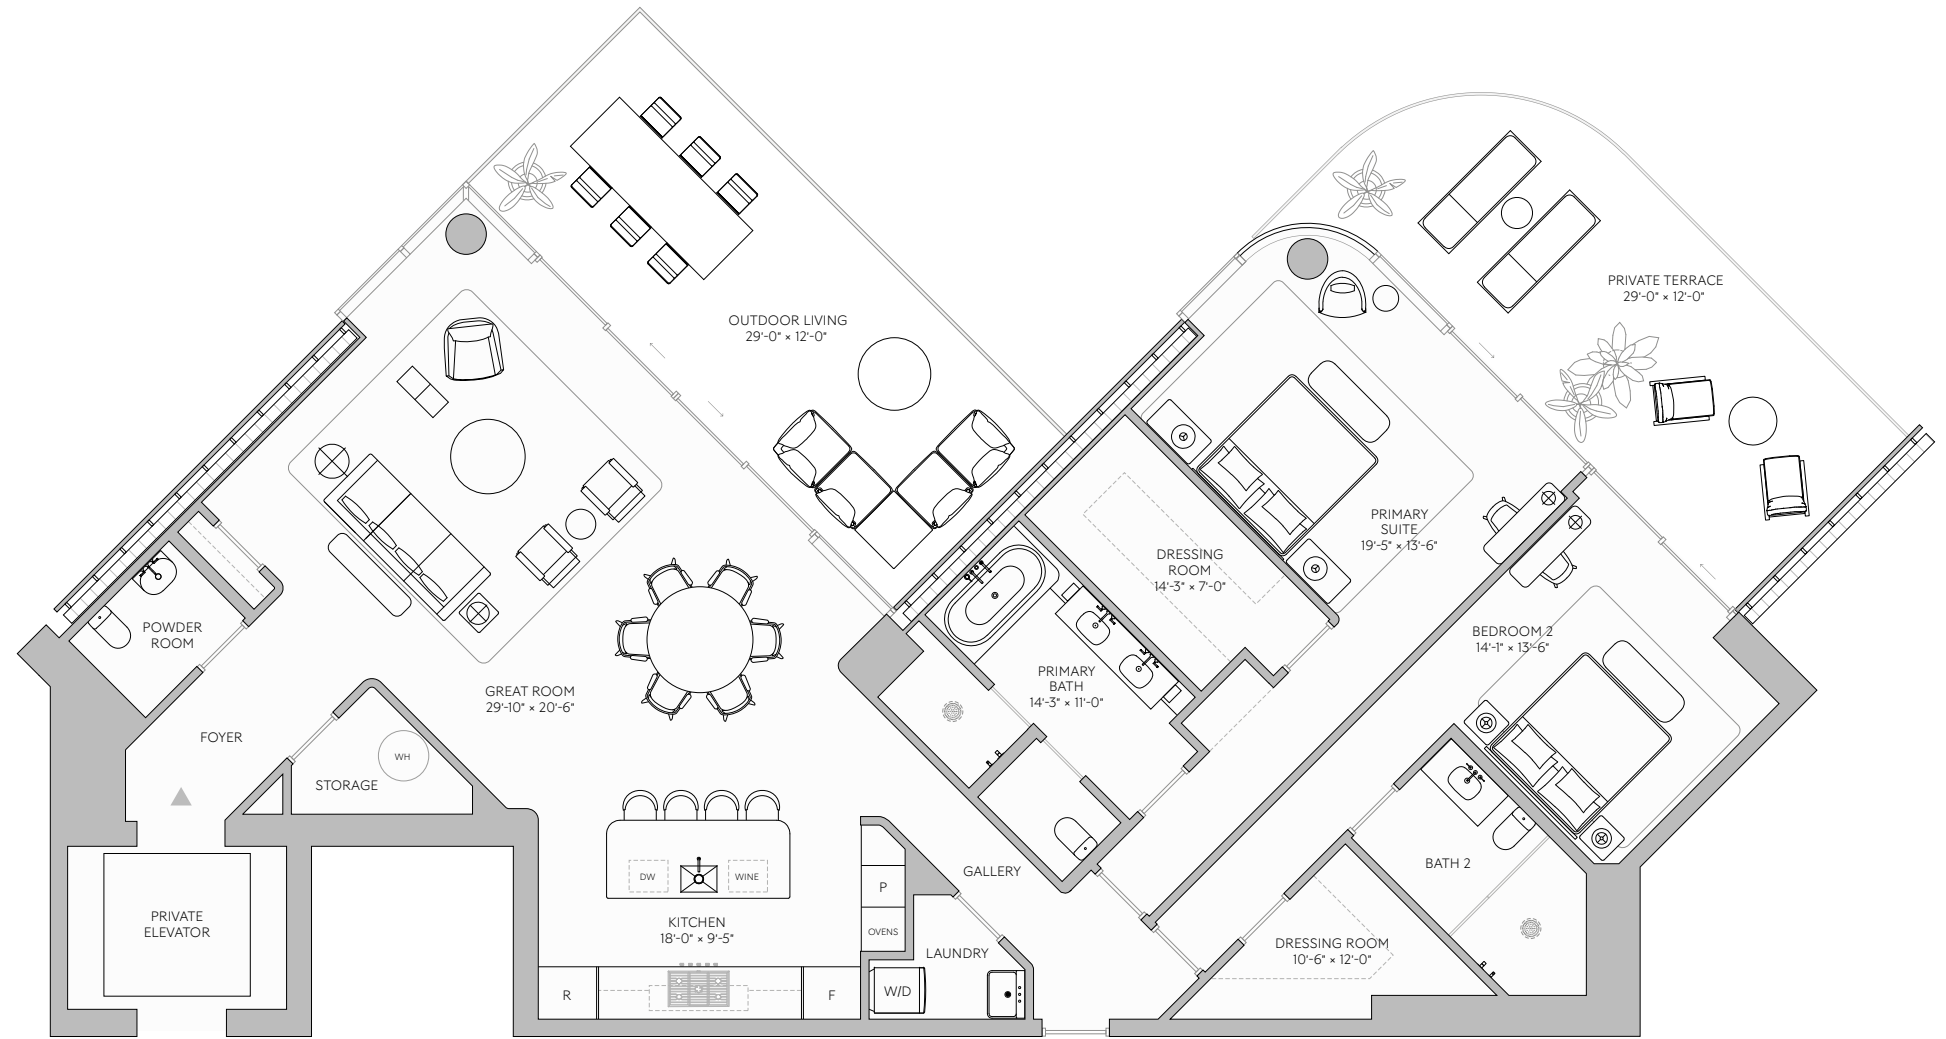 PRIVATE TERRACE
29'-0" × 12'-0"
OUTDOOR LIVING
29'-0" × 12'-0"
PRIMARY
SUITE
19'-5" × 13'-6"
DRESSING
ROOM
14'-3" × 7'-0"
POWDER
ROOM
BEDROOM 2
14'-1" × 13'-6"
PRIMARY
BATH
14'-3" × 11'-0"
GREAT ROOM
29'-10" × 20'-6"
FOYER
WH
STORAGE
BATH 2
GALLERY
DW
WINE
P
PRIVATE
ELEVATOR
KITCHEN
18'-0" × 9'-5"
OVENS
LAUNDRY
DRESSING ROOM
10'-6" × 12'-0"
R
F
W/D